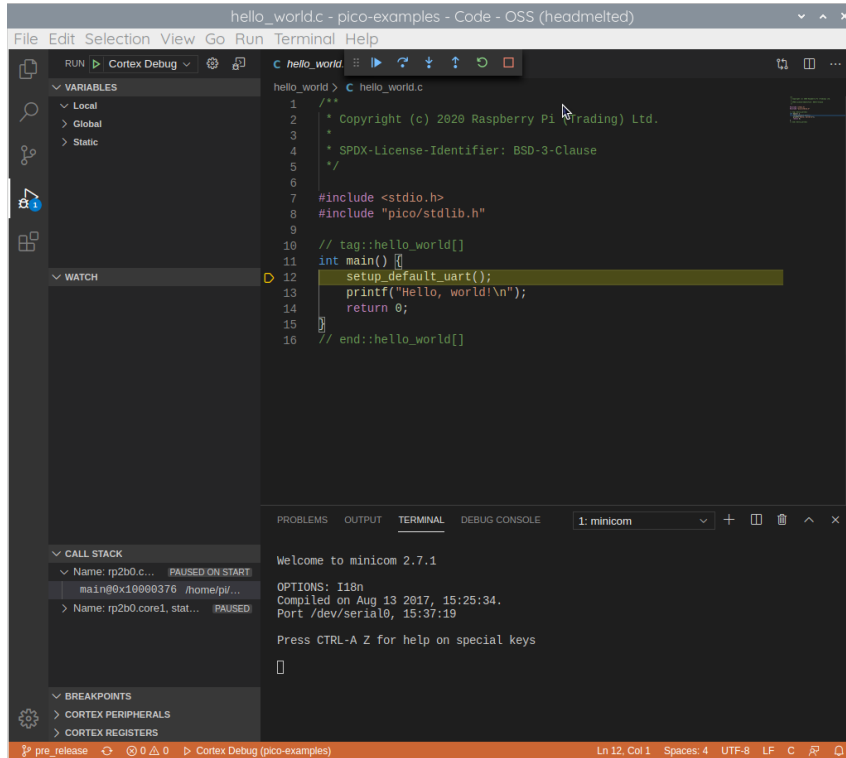 hello_world.c - pico-examples - Code - OSS (headmelted)
File Edit Selection View Go Run Terminal Help
RUN Cortex Debug
VARIABLES
Local
Global
Static
WATCH
CALL STACK
Name: rp2b0.c... PAUSED ON START
main@0x10000376 /home/pi/...
Name: rp2b0.core1, stat... PAUSED
BREAKPOINTS
CORTEX PERIPHERALS
CORTEX REGISTERS
1
C hello_world.
hello_world > C hello_world.c
1 /**
2 * Copyright (c) 2020 Raspberry Pi (Trading) Ltd.
3 *
4 * SPDX-License-Identifier: BSD-3-Clause
5 */
6
7 #include <stdio.h>
8 #include "pico/stdlib.h"
9
10 // tag::hello_world[]
11 int main() {
12 setup_default_uart();
13 printf("Hello, world!\n");
14 return 0;
15 }
16 // end::hello_world[]
PROBLEMS OUTPUT TERMINAL DEBUG CONSOLE 1: minicom
Welcome to minicom 2.7.1
OPTIONS: I18n
Compiled on Aug 13 2017, 15:25:34.
Port /dev/serial0, 15:37:19
Press CTRL-A Z for help on special keys
pre_release 0 0 Cortex Debug (pico-examples) Ln 12, Col 1 Spaces: 4 UTF-8 LF C